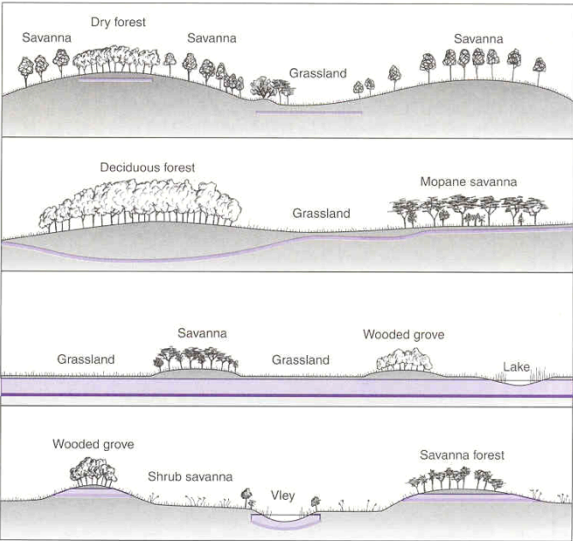 Dry forest
Savanna
Savanna
Savanna
Grassland
Deciduous forest
Mopane savanna
Grassland
Savanna
Wooded grove
Grassland
Grassland
Lake
Wooded grove
Savanna forest
Shrub savanna
Vley